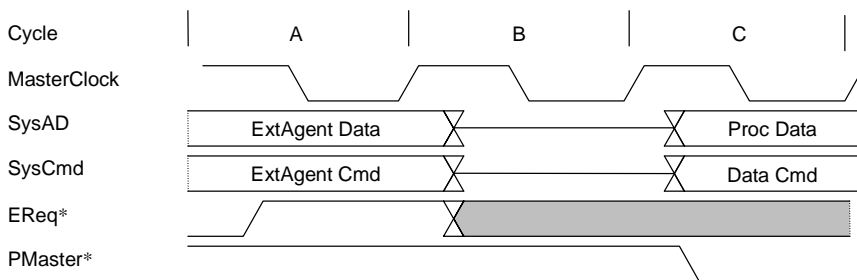 Cycle A B C
MasterClock
SysAD ExtAgent Data Proc Data
SysCmd ExtAgent Cmd Data Cmd
EReq*
PMaster*